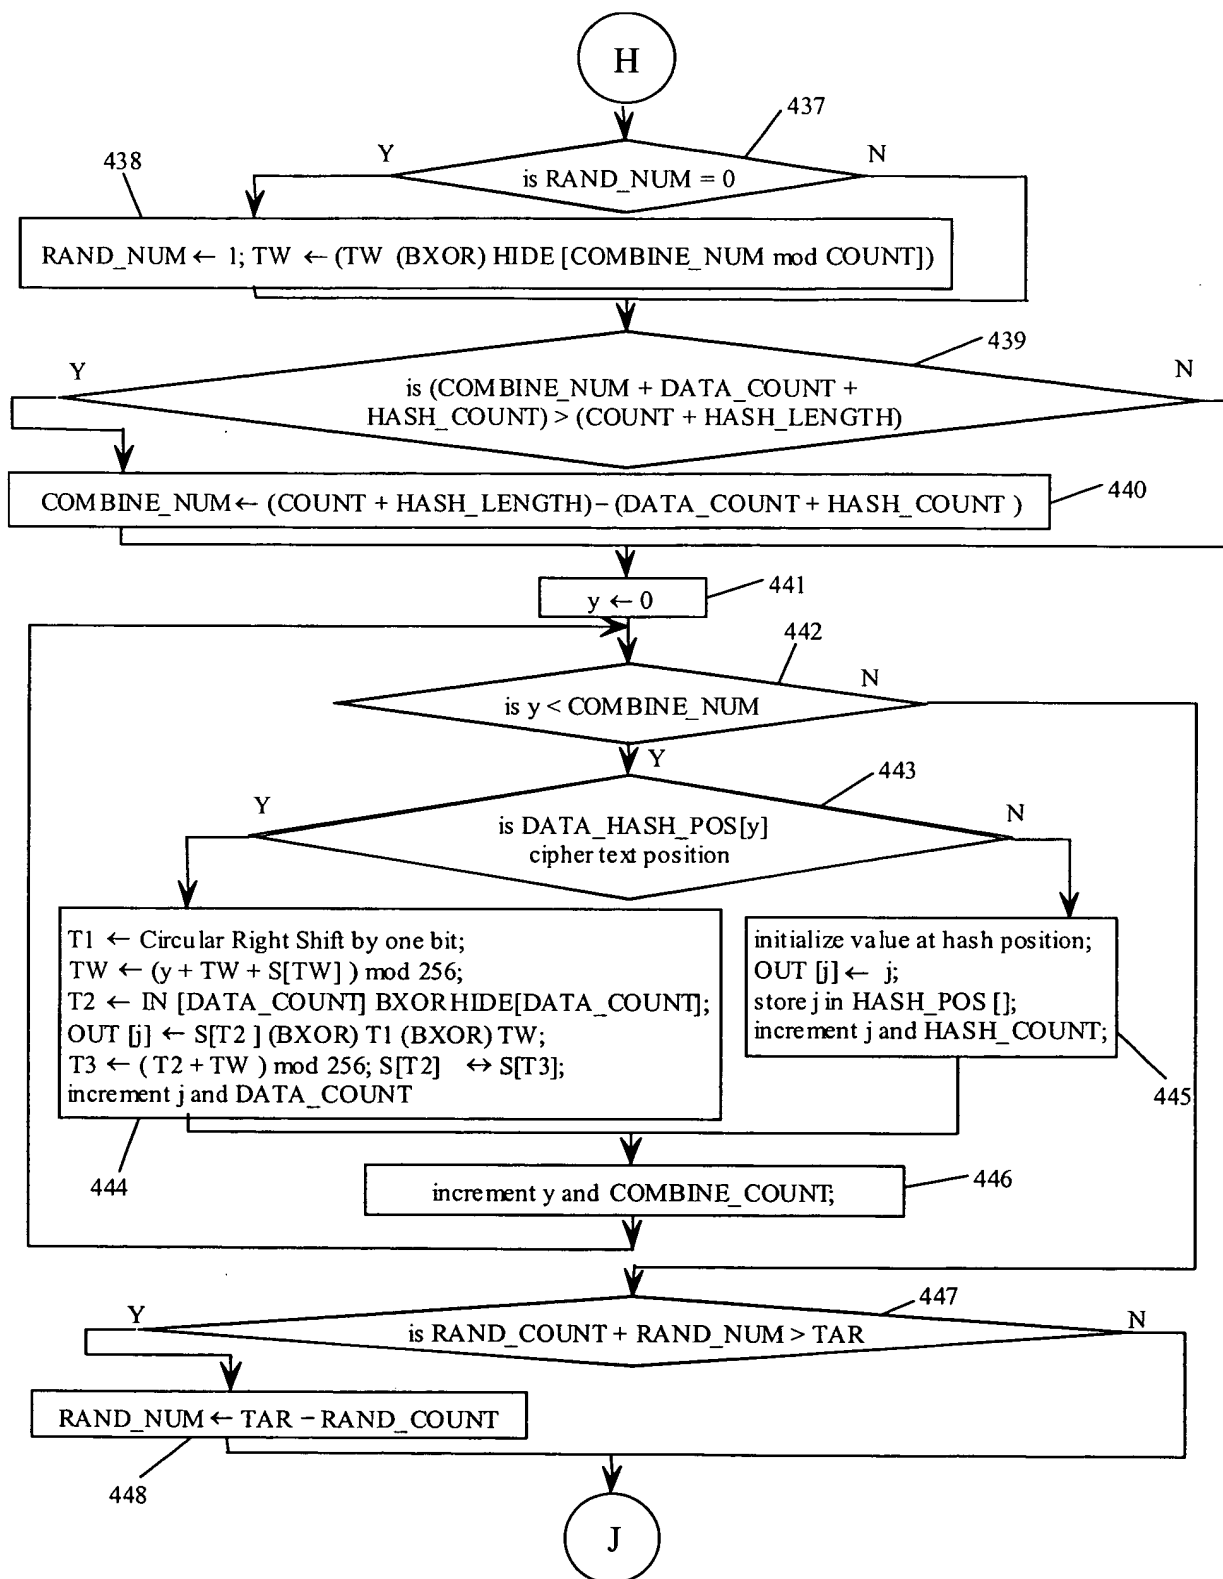 H
437
Y
N
438
is RAND_NUM = 0
RAND_NUM ← 1; TW ← (TW (BXOR) HIDE [COMBINE_NUM mod COUNT])
439
Y
N
is (COMBINE_NUM + DATA_COUNT +
HASH_COUNT) > (COUNT + HASH_LENGTH)
COMBINE_NUM ← (COUNT + HASH_LENGTH) – (DATA_COUNT + HASH_COUNT )
440
y ← 0
441
442
N
is y < COMBINE_NUM
Y
443
Y
N
is DATA_HASH_POS[y]
cipher text position
T1 ← Circular Right Shift by one bit;
TW ← (y + TW + S[TW] ) mod 256;
T2 ← IN [DATA_COUNT] BXORHIDE[DATA_COUNT];
OUT [j] ← S[T2 ] (BXOR) T1 (BXOR) TW;
T3 ← ( T2 + TW ) mod 256; S[T2] ↔ S[T3];
increment j and DATA_COUNT
initialize value at hash position;
OUT [j] ← j;
store j in HASH_POS [];
increment j and HASH_COUNT;
444
445
increment y and COMBINE_COUNT;
446
447
Y
N
is RAND_COUNT + RAND_NUM > TAR
RAND_NUM ← TAR – RAND_COUNT
448
J